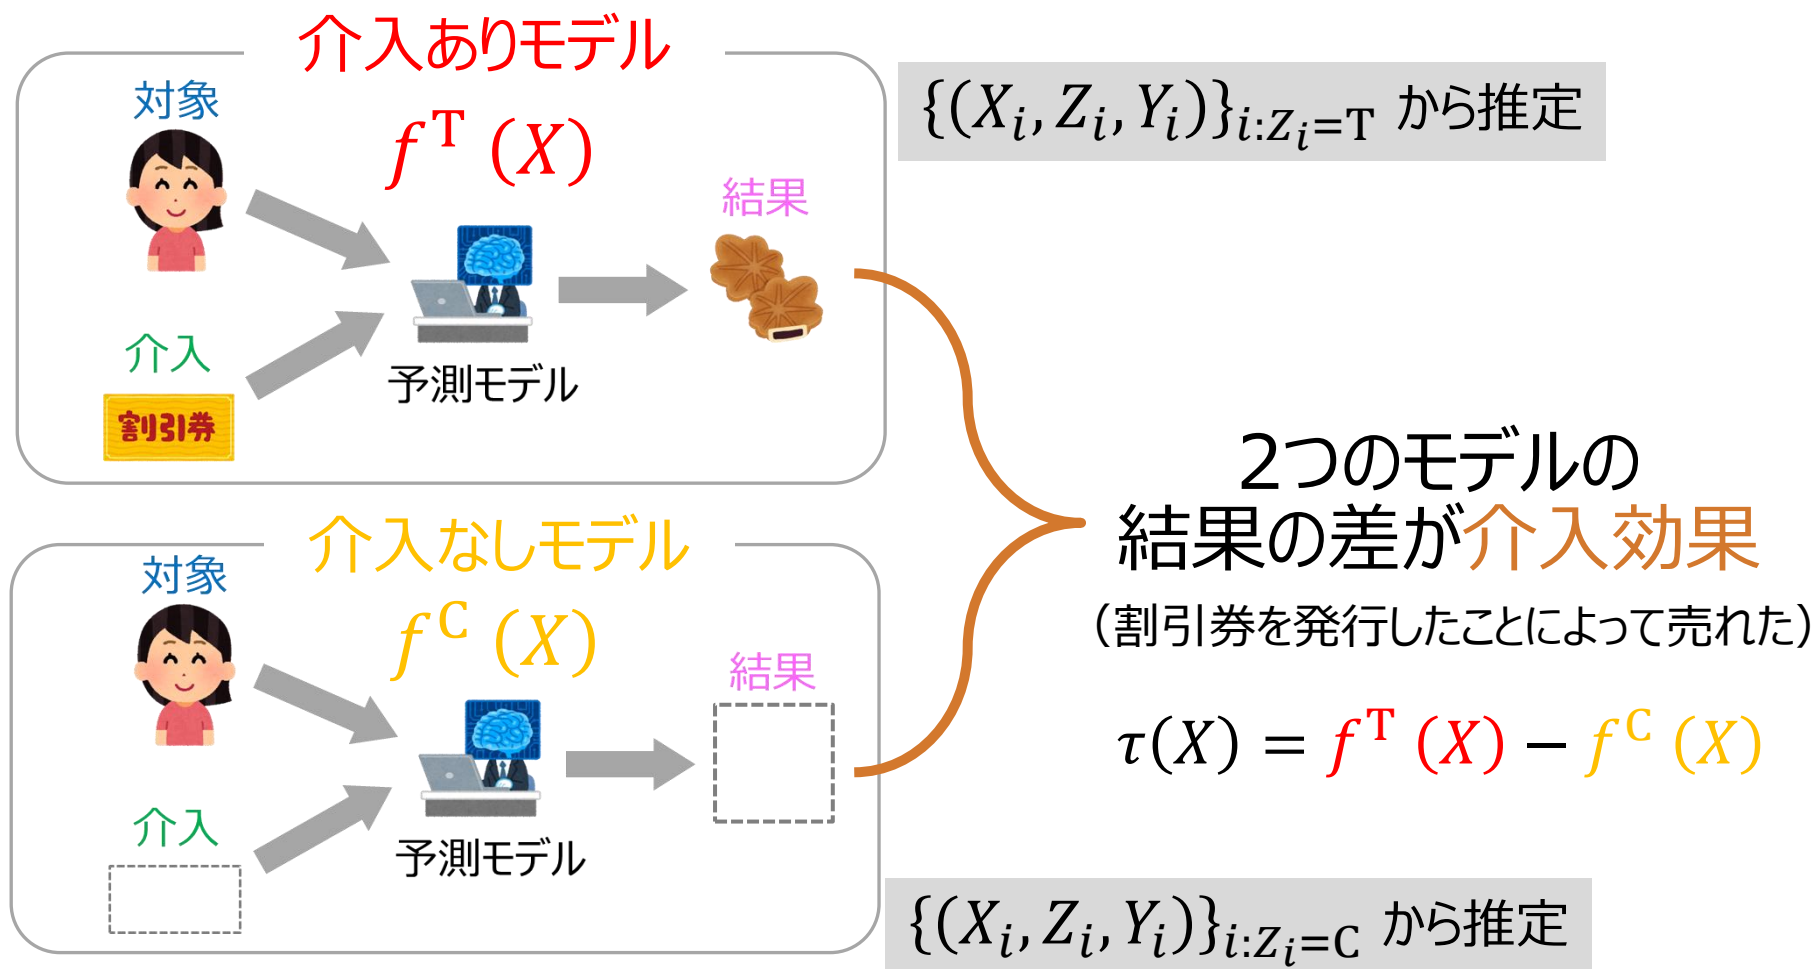 介入ありモデル
対象
f^T (X)
{(X_i, Z_i, Y_i)}_{i:Z_i=T} から推定
結果
介入
割引券
予測モデル
介入なしモデル
対象
f^C (X)
結果
介入
予測モデル
{(X_i, Z_i, Y_i)}_{i:Z_i=C} から推定
2つのモデルの
結果の差が介入効果
（割引券を発行したことによって売れた）
τ(X) = f^T (X) − f^C (X)